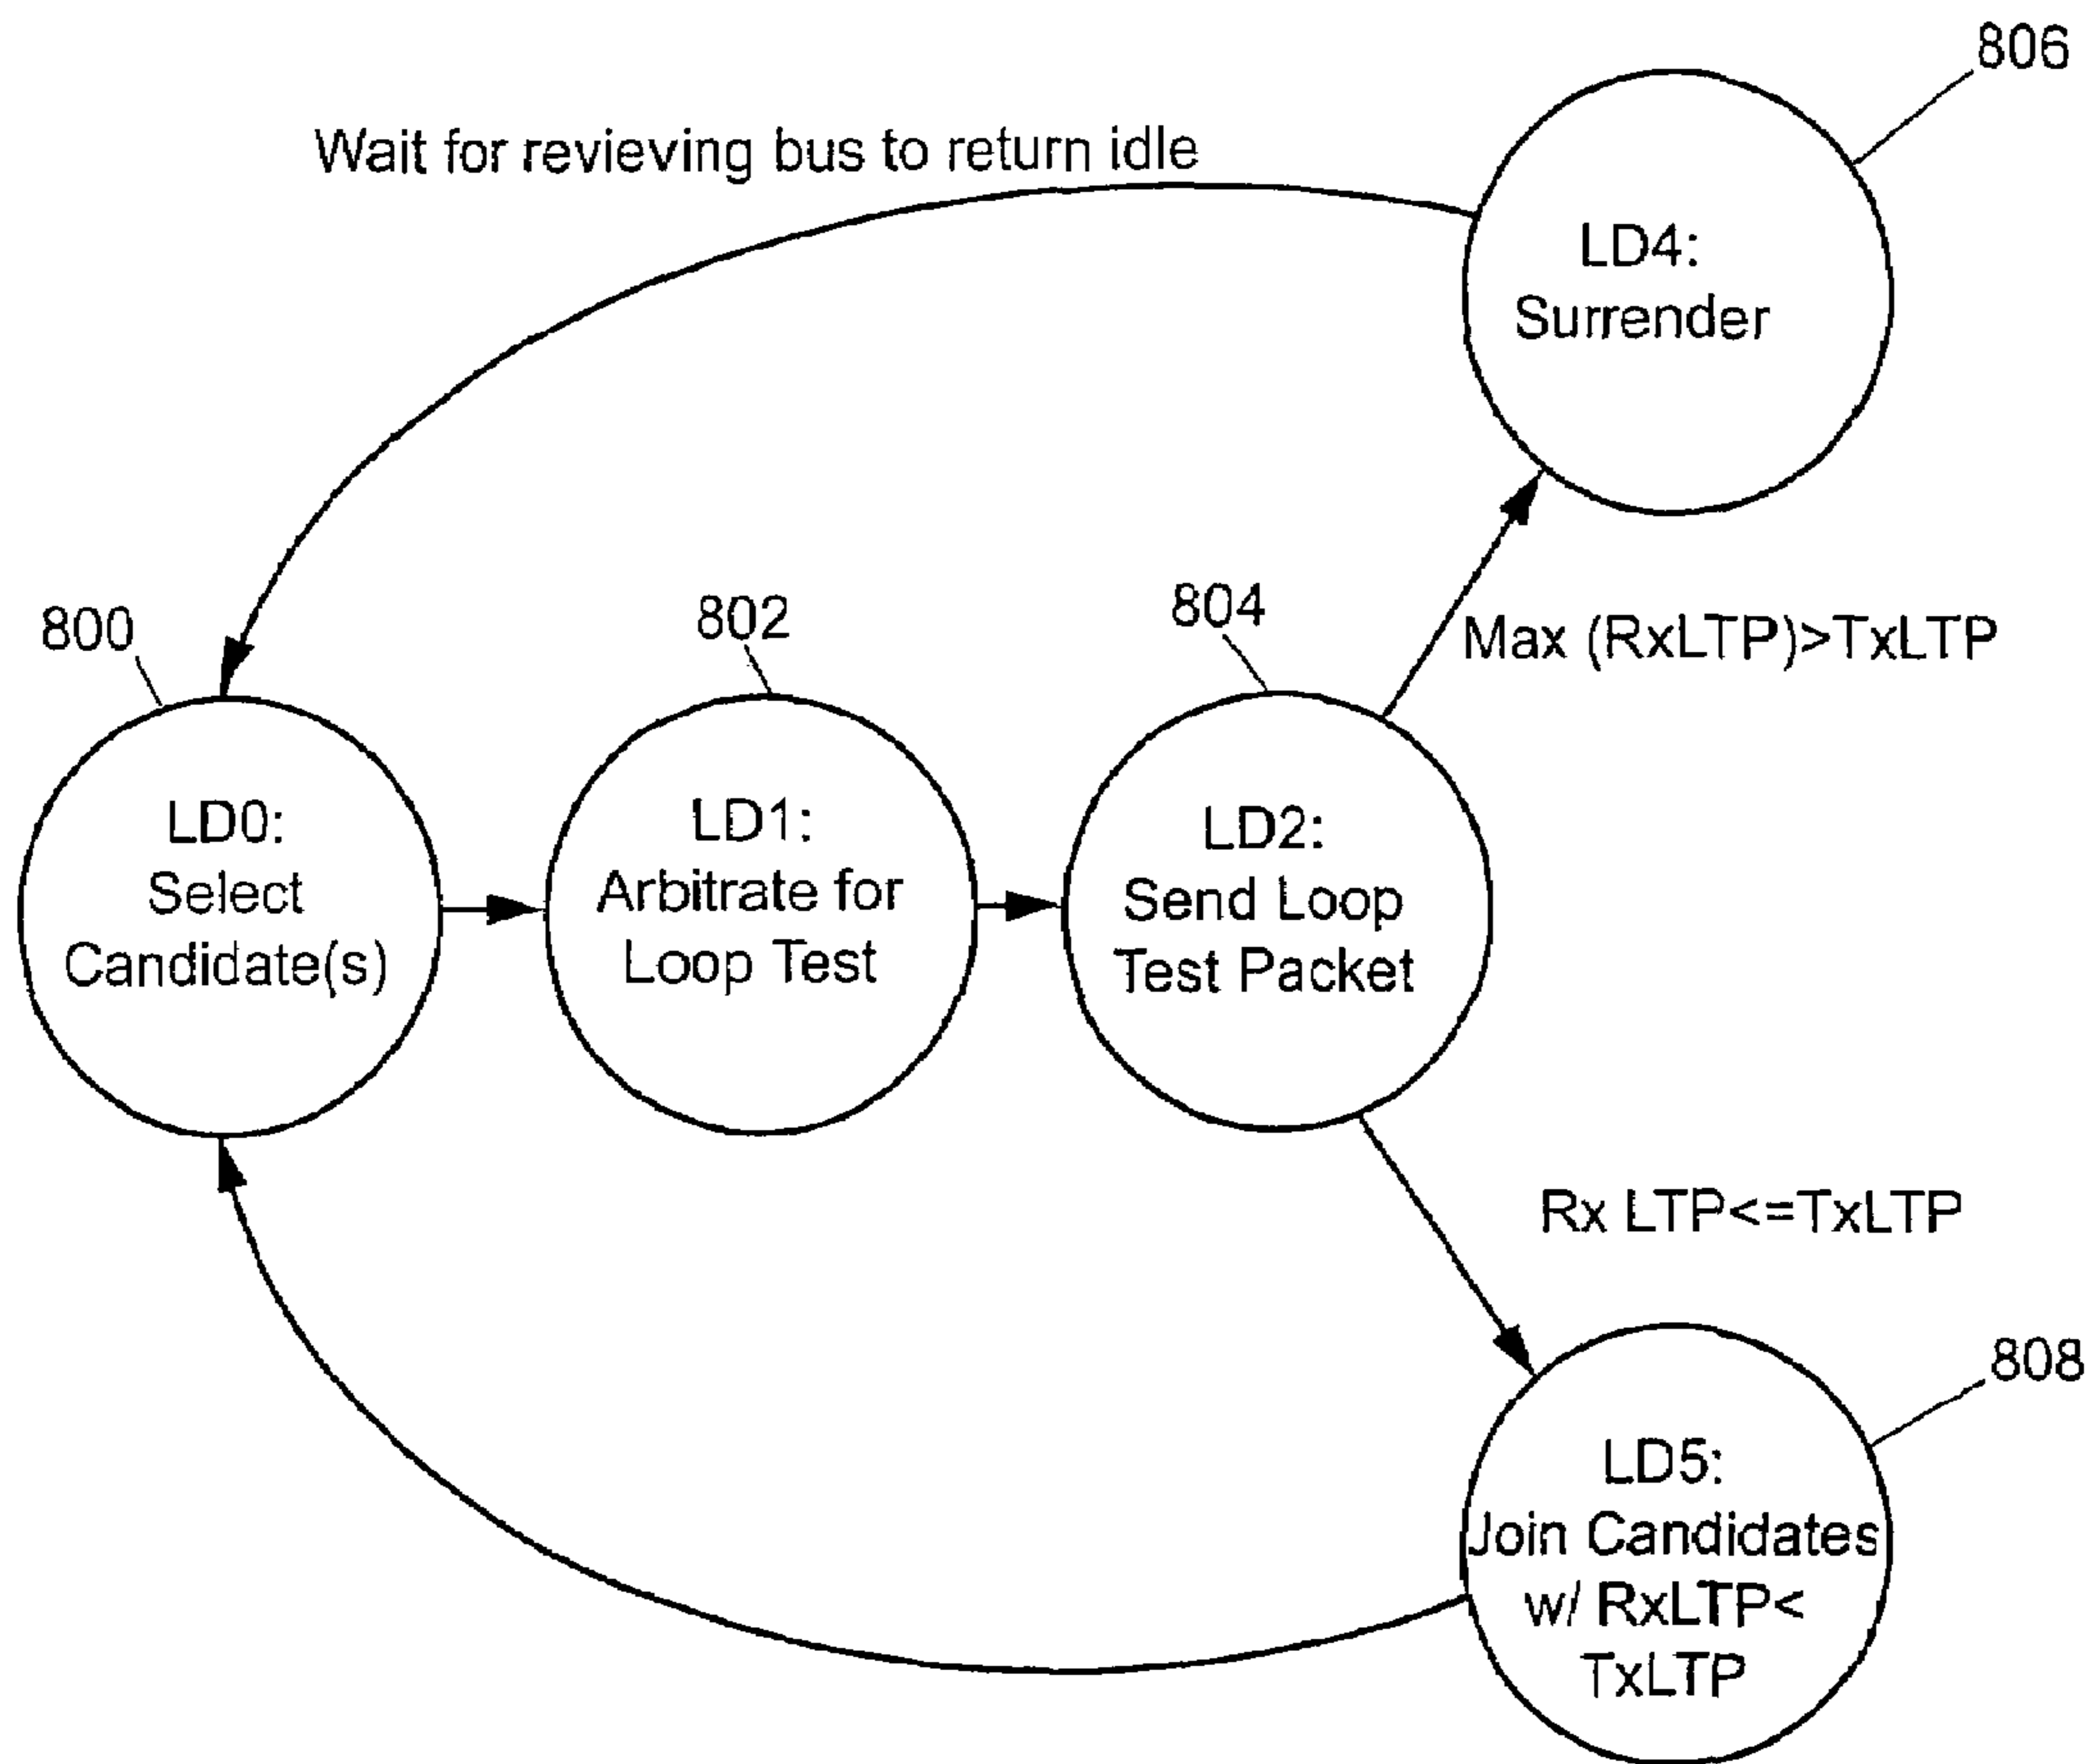 806
Wait for revieving bus to return idle
LD4:
Surrender
800
802
804
Max (RxLTP)>TxLTP
LD0:
Select
Candidate(s)
LD1:
Arbitrate for
Loop Test
LD2:
Send Loop
Test Packet
Rx LTP<=TxLTP
808
LD5:
Join Candidates
w/ RxLTP<
TxLTP